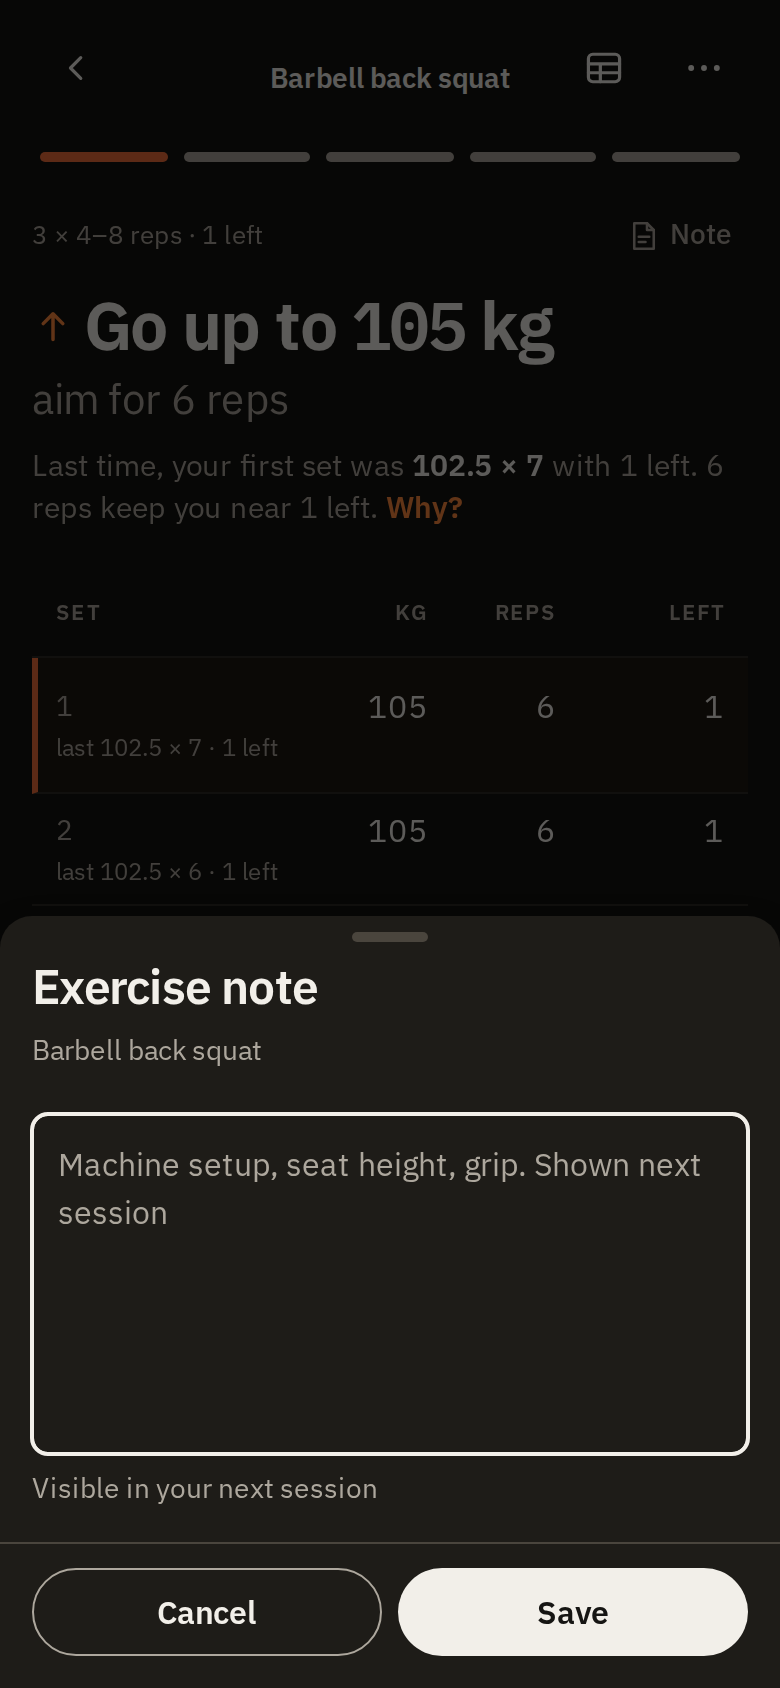 Barbell back squat
3 × 4–8 reps · 1 left
Note
↑ Go up to 105 kg
aim for 6 reps
Last time, your first set was 102.5 × 7 with 1 left. 6
reps keep you near 1 left. Why?
SET KG REPS LEFT
1 105 6 1
last 102.5 × 7 · 1 left
2 105 6 1
last 102.5 × 6 · 1 left
Exercise note
Barbell back squat
Machine setup, seat height, grip. Shown next
session
Visible in your next session
Cancel
Save